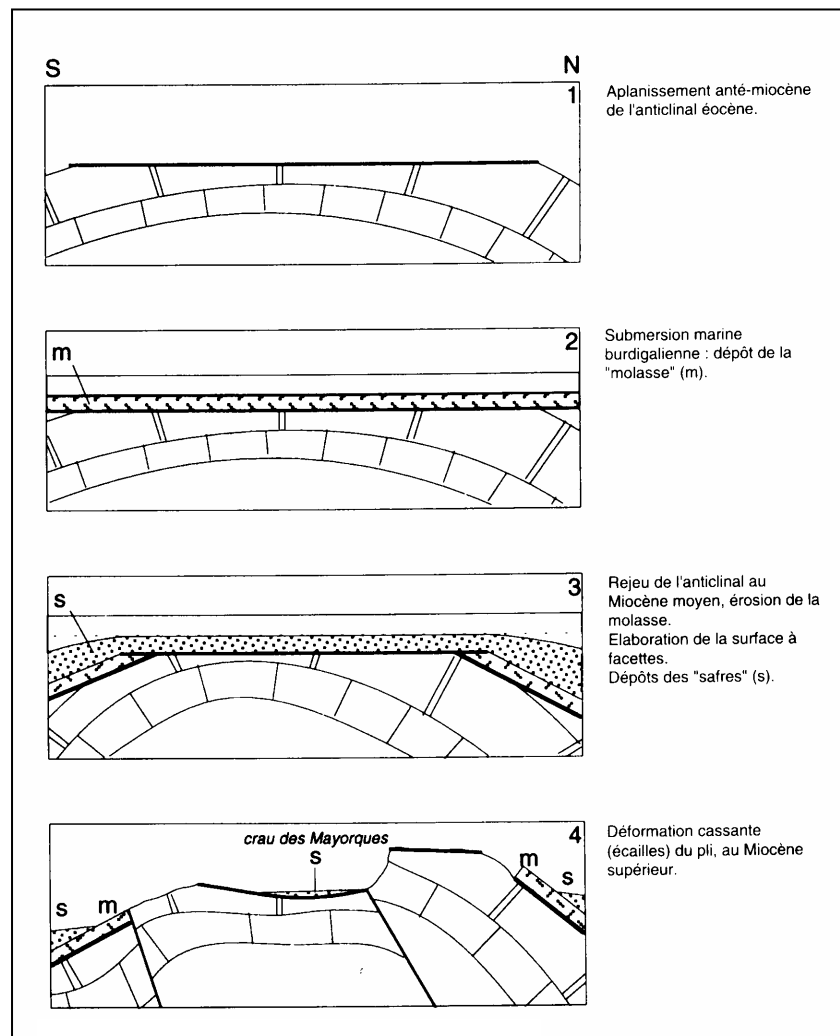 S N
1
Aplanissement anté-miocène
de l'anticlinal éocène.
m
2
Submersion marine
burdigalienne : dépôt de la
"molasse" (m).
s
3
Rejeu de l'anticlinal au
Miocène moyen, érosion de la
molasse.
Elaboration de la surface à
facettes.
Dépôts des "safres" (s).
4
crau des Mayorques
s
m
s
s m
Déformation cassante
(écailles) du pli, au Miocène
supérieur.